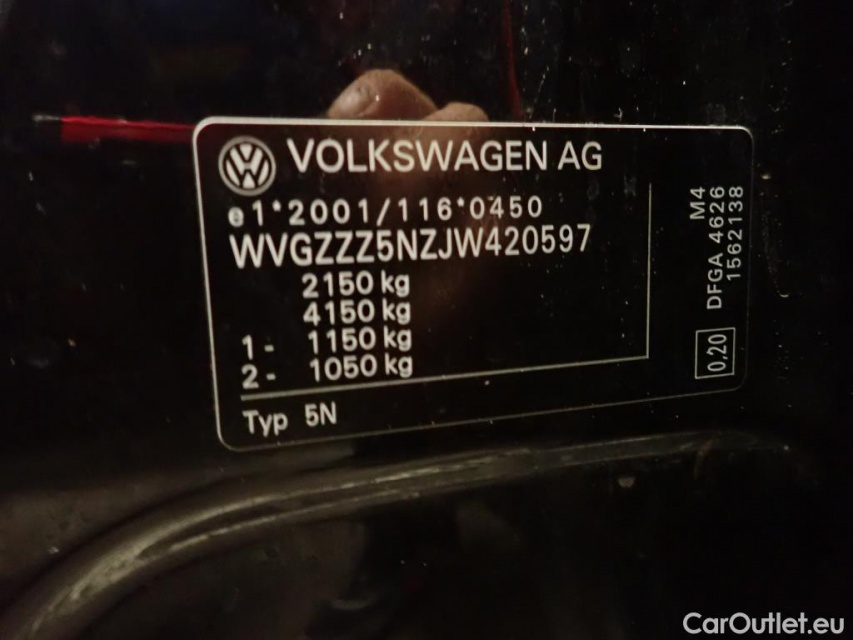 VW VOLKSWAGEN AG
e1*2001/116*0450
WVGZZZ5NZJW420597
2150 kg
4150 kg
1- 1150 kg
2- 1050 kg
Typ 5N
M4
DFGA 4626
1562138
0,20
CarOutlet.eu